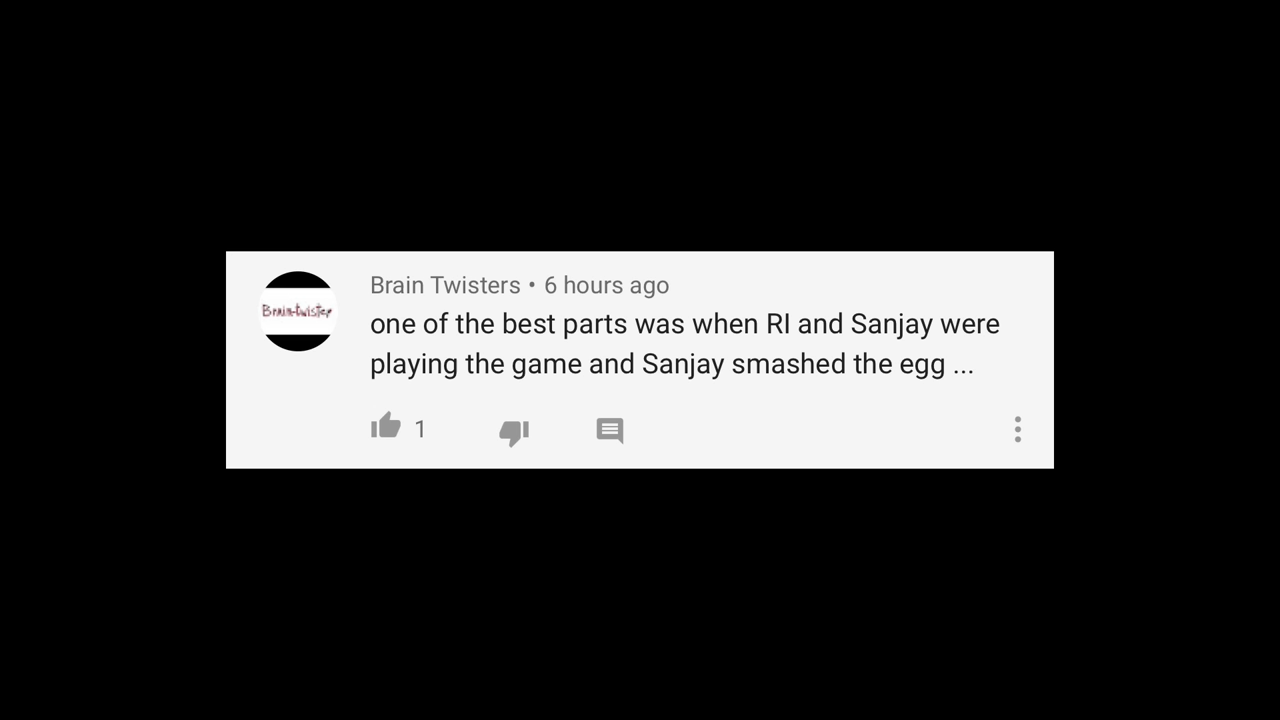 Brain-twister
Brain Twisters • 6 hours ago
one of the best parts was when RI and Sanjay were
playing the game and Sanjay smashed the egg ...
1